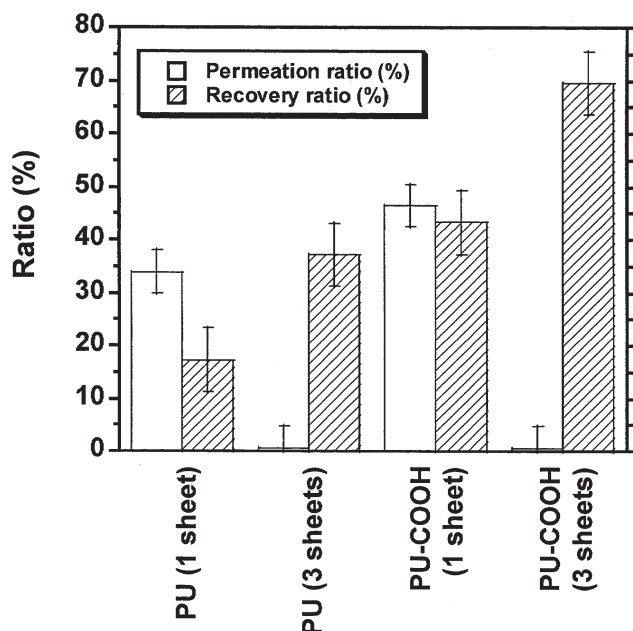 80
70
60
50
40
30
20
10
0
Ratio (%)
Permeation ratio (%)
Recovery ratio (%)
PU (1 sheet)
PU (3 sheets)
PU-COOH
(1 sheet)
PU-COOH
(3 sheets)